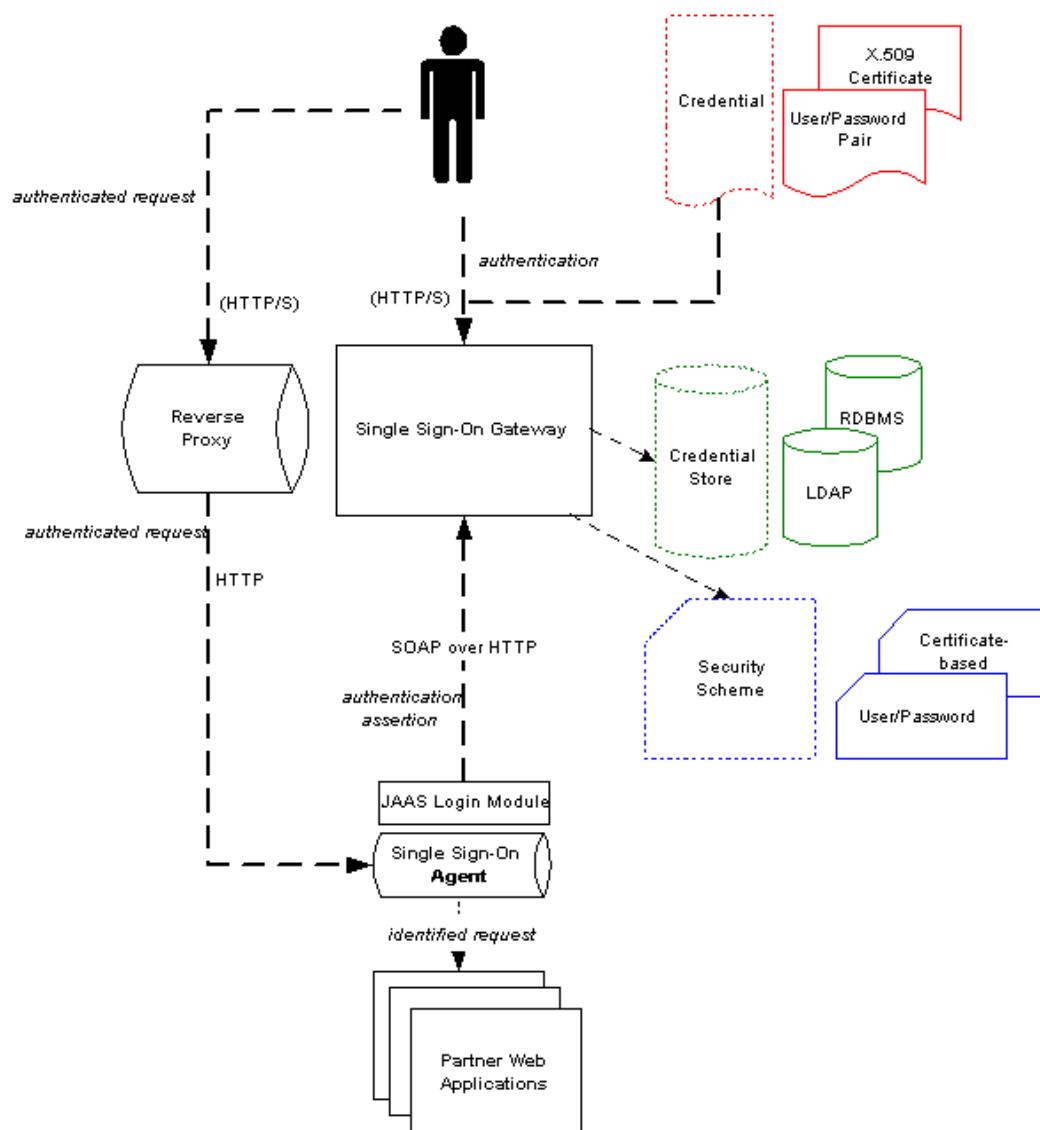 X.509
Certificate
Credential
User/Password
Pair
authenticated request
authentication
(HTTP/S)
(HTTP/S)
Reverse
Proxy
Single Sign-On Gateway
Credential
Store
RDBMS
LDAP
authenticated request
HTTP
SOAP over HTTP
authentication
assertion
Security
Scheme
Certificate-
based
User/Password
JAAS Login Module
Single Sign-On
Agent
identified request
Partner Web
Applications